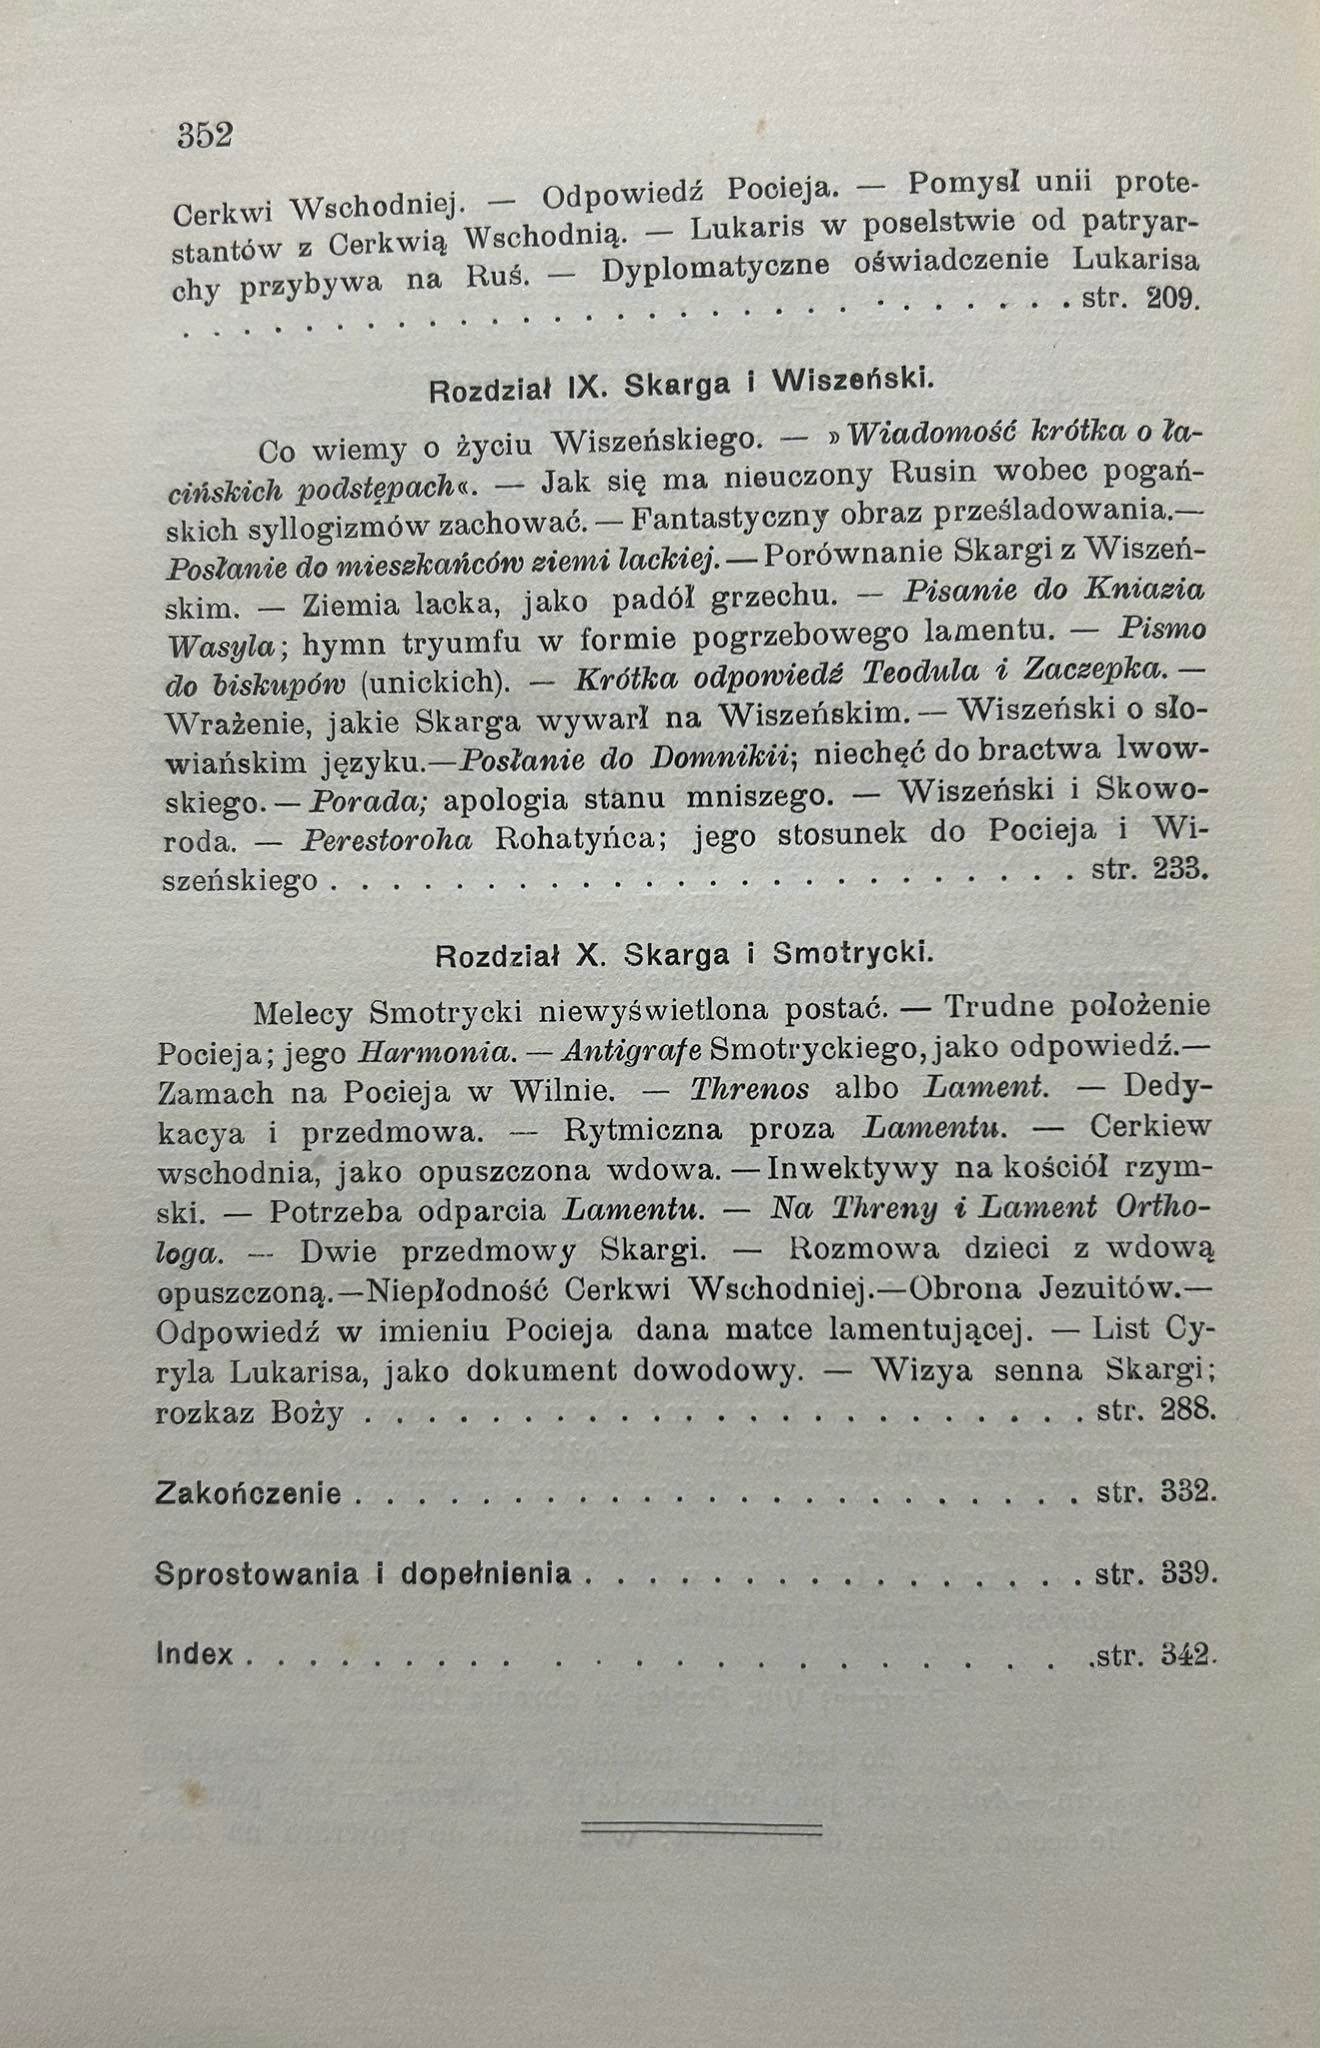 352
Cerkwi Wschodniej. — Odpowiedź Pocieja. — Pomysł unii prote-
stantów z Cerkwią Wschodnią. — Lukaris w poselstwie od patryar-
chy przybywa na Ruś. — Dyplomatyczne oświadczenie Lukarisa
. . . . . . . . . . . . . . . . . . . . . . . . . . . . . str. 209.
Rozdział IX. Skarga i Wiszeński.
Co wiemy o życiu Wiszeńskiego. — »Wiadomość krótka o ła-
cińskich podstępach«. — Jak się ma nieuczony Rusin wobec pogań-
skich syllogizmów zachować. — Fantastyczny obraz prześladowania.—
Posłanie do mieszkańców ziemi lackiej. — Porównanie Skargi z Wiszeń-
skim. — Ziemia lacka, jako padół grzechu. — Pisanie do Kniazia
Wasyla; hymn tryumfu w formie pogrzebowego lamentu. — Pismo
do biskupów (unickich). — Krótka odpowiedź Teodula i Zaczepka. —
Wrażenie, jakie Skarga wywarł na Wiszeńskim. — Wiszeński o sło-
wiańskim języku.—Posłanie do Domnikii; niechęć do bractwa lwow-
skiego. — Porada; apologia stanu mniszego. — Wiszeński i Skowo-
roda. — Perestoroha Rohatyńca; jego stosunek do Pocieja i Wi-
szeńskiego . . . . . . . . . . . . . . . . . . . . . . . . . str. 233.
Rozdział X. Skarga i Smotrycki.
Melecy Smotrycki niewyświetlona postać. — Trudne położenie
Pocieja; jego Harmonia. — Antigrafe Smotryckiego, jako odpowiedź.—
Zamach na Pocieja w Wilnie. — Threnos albo Lament. — Dedy-
kacya i przedmowa. — Rytmiczna proza Lamentu. — Cerkiew
wschodnia, jako opuszczona wdowa. — Inwektywy na kościół rzym-
ski. — Potrzeba odparcia Lamentu. — Na Threny i Lament Ortho-
loga. — Dwie przedmowy Skargi. — Rozmowa dzieci z wdową
opuszczoną.—Niepłodność Cerkwi Wschodniej.—Obrona Jezuitów.—
Odpowiedź w imieniu Pocieja dana matce lamentującej. — List Cy-
ryla Lukarisa, jako dokument dowodowy. — Wizya senna Skargi;
rozkaz Boży . . . . . . . . . . . . . . . . . . . . . . . . str. 288.
Zakończenie . . . . . . . . . . . . . . . . . . . . . . . . str. 332.
Sprostowania i dopełnienia . . . . . . . . . . . . . . . . . str. 339.
Index . . . . . . . . . . . . . . . . . . . . . . . . . . .str. 342.